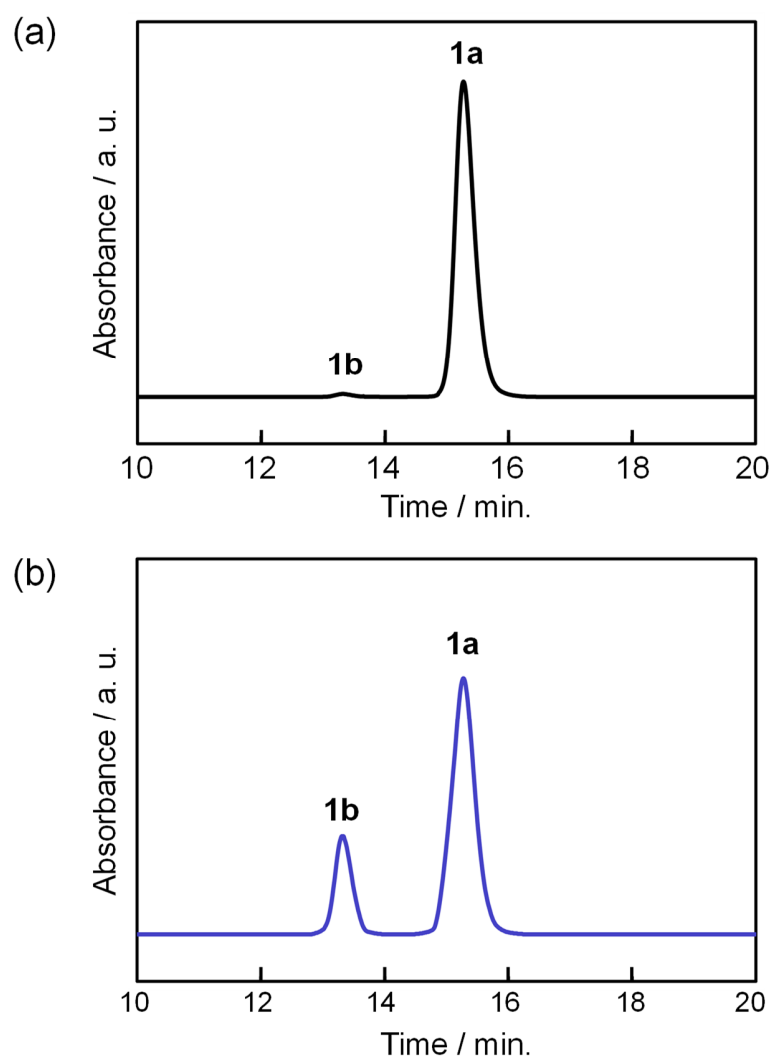 (a)
1a
1b
Absorbance / a. u.
10 12 14 16 18 20
Time / min.
(b)
1a
1b
Absorbance / a. u.
10 12 14 16 18 20
Time / min.